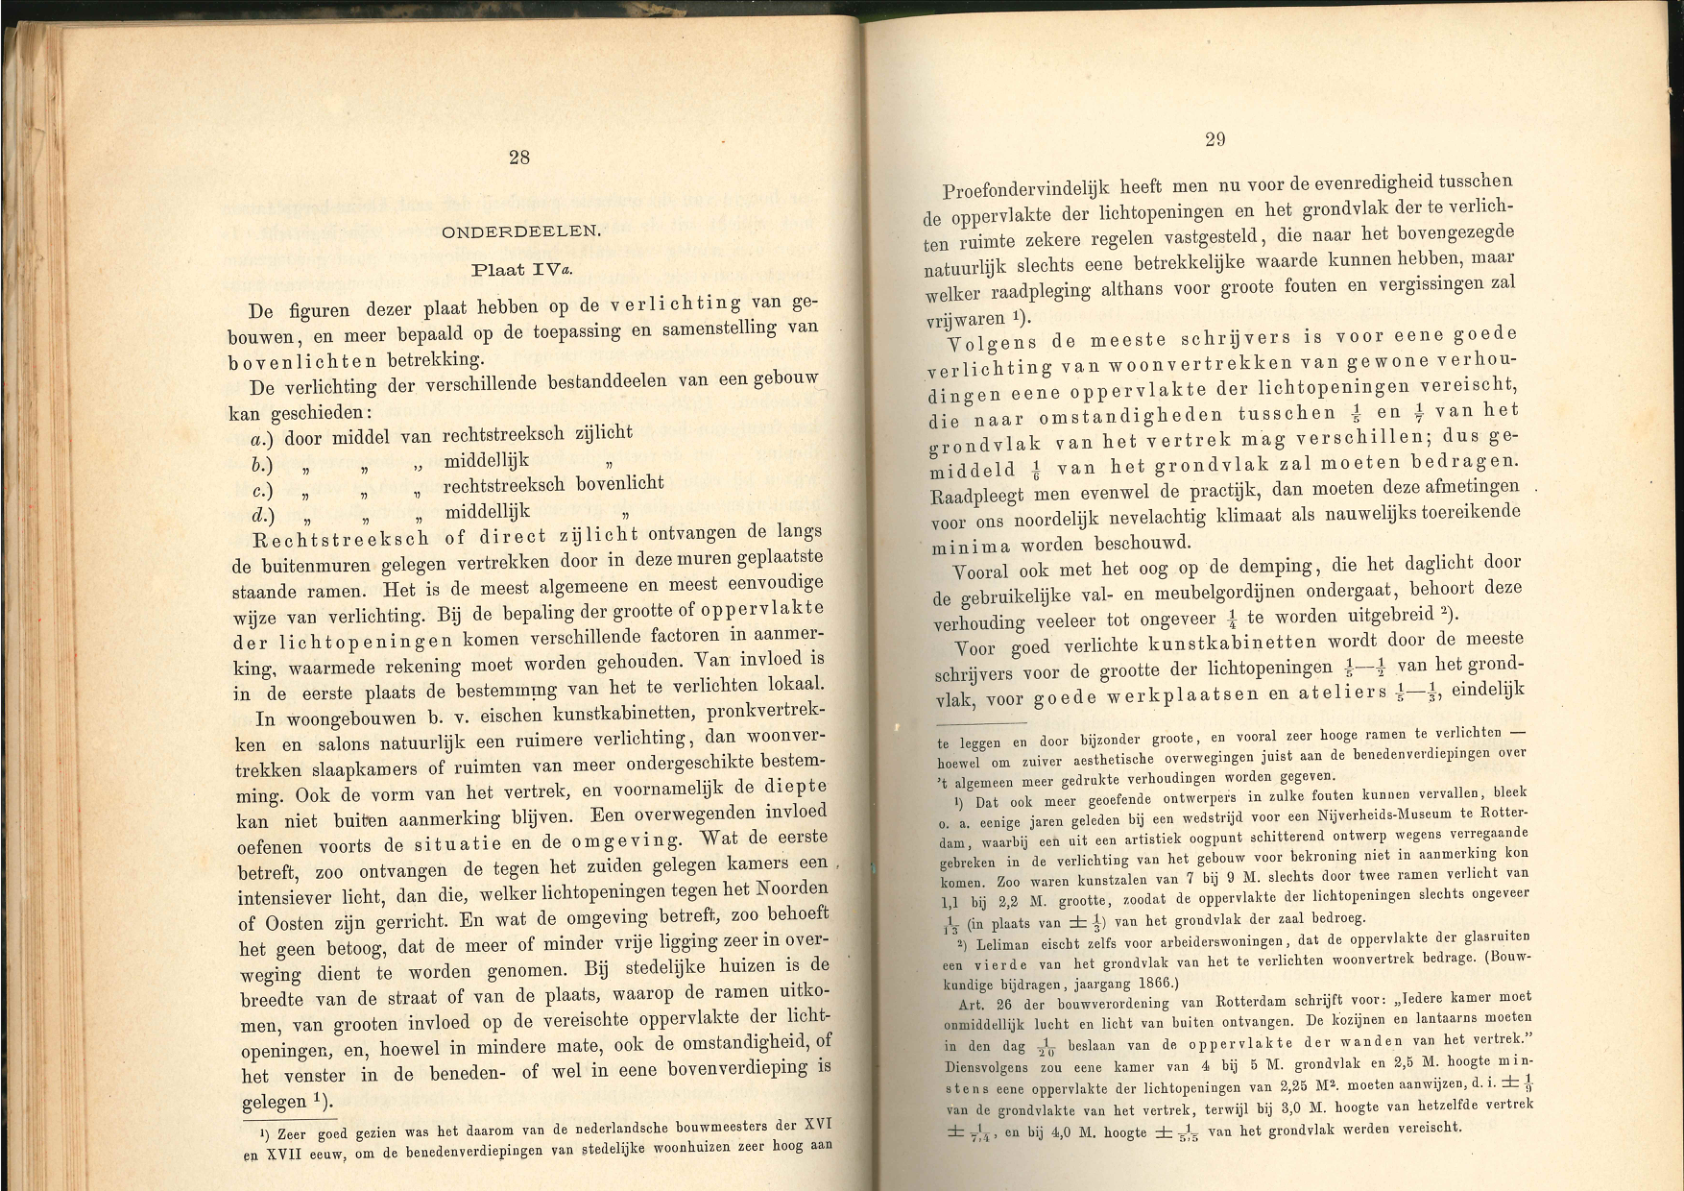 28
ONDERDEELEN.
Plaat IVa.
De figuren dezer plaat hebben op de verlichting van ge-
bouwen, en meer bepaald op de toepassing en samenstelling van
bovenlichten betrekking.
De verlichting der verschillende bestanddeelen van een gebouw
kan geschieden:
a.) door middel van rechtstreeksch zijlicht
b.) „ „ „ middellijk „
c.) „ „ „ rechtstreeksch bovenlicht
d.) „ „ „ middellijk „
Rechtstreeksch of direct zijlicht ontvangen de langs
de buitenmuren gelegen vertrekken door in deze muren geplaatste
staande ramen. Het is de meest algemeene en meest eenvoudige
wijze van verlichting. Bij de bepaling der grootte of oppervlakte
der lichtopeningen komen verschillende factoren in aanmer-
king, waarmede rekening moet worden gehouden. Van invloed is
in de eerste plaats de bestemming van het te verlichten lokaal.
In woongebouwen b. v. eischen kunstkabinetten, pronkvertrek-
ken en salons natuurlijk een ruimere verlichting, dan woonver-
trekken slaapkamers of ruimten van meer ondergeschikte bestem-
ming. Ook de vorm van het vertrek, en voornamelijk de diepte
kan niet buiten aanmerking blijven. Een overwegenden invloed
oefenen voorts de situatie en de omgeving. Wat de eerste
betreft, zoo ontvangen de tegen het zuiden gelegen kamers een
intensiever licht, dan die, welker lichtopeningen tegen het Noorden
of Oosten zijn gerricht. En wat de omgeving betreft, zoo behoeft
het geen betoog, dat de meer of minder vrije ligging zeer in over-
weging dient te worden genomen. Bij stedelijke huizen is de
breedte van de straat of van de plaats, waarop de ramen uitko-
men, van grooten invloed op de vereischte oppervlakte der licht-
openingen, en, hoewel in mindere mate, ook de omstandigheid, of
het venster in de beneden- of wel in eene bovenverdieping is
gelegen ¹).
¹) Zeer goed gezien was het daarom van de nederlandsche bouwmeesters der XVI
en XVII eeuw, om de benedenverdiepingen van stedelijke woonhuizen zeer hoog aan
29
Proefondervindelijk heeft men nu voor de evenredigheid tusschen
de oppervlakte der lichtopeningen en het grondvlak der te verlich-
ten ruimte zekere regelen vastgesteld, die naar het bovengezegde
natuurlijk slechts eene betrekkelijke waarde kunnen hebben, maar
welker raadpleging althans voor groote fouten en vergissingen zal
vrijwaren ¹).
Volgens de meeste schrijvers is voor eene goede
verlichting van woonvertrekken van gewone verhou-
dingen eene oppervlakte der lichtopeningen vereischt,
die naar omstandigheden tusschen 1/5 en 1/7 van het
grondvlak van het vertrek mag verschillen; dus ge-
middeld 1/6 van het grondvlak zal moeten bedragen.
Raadpleegt men evenwel de practijk, dan moeten deze afmetingen
voor ons noordelijk nevelachtig klimaat als nauwelijks toereikende
minima worden beschouwd.
Vooral ook met het oog op de demping, die het daglicht door
de gebruikelijke val- en meubelgordijnen ondergaat, behoort deze
verhouding veeleer tot ongeveer 1/4 te worden uitgebreid ²).
Voor goed verlichte kunstkabinetten wordt door de meeste
schrijvers voor de grootte der lichtopeningen 1/5—1/2 van het grond-
vlak, voor goede werkplaatsen en ateliers 1/5—1/3, eindelijk
te leggen en door bijzonder groote, en vooral zeer hooge ramen te verlichten —
hoewel om zuiver aesthetische overwegingen juist aan de benedenverdiepingen over
't algemeen meer gedrukte verhoudingen worden gegeven.
¹) Dat ook meer geoefende ontwerpers in zulke fouten kunnen vervallen, bleek
o. a. eenige jaren geleden bij een wedstrijd voor een Nijverheids-Museum te Rotter-
dam, waarbij een uit een artistiek oogpunt schitterend ontwerp wegens verregaande
gebreken in de verlichting van het gebouw voor bekroning niet in aanmerking kon
komen. Zoo waren kunstzalen van 7 bij 9 M. slechts door twee ramen verlicht van
1,1 bij 2,2 M. grootte, zoodat de oppervlakte der lichtopeningen slechts ongeveer
1/13 (in plaats van ± 1/3) van het grondvlak der zaal bedroeg.
²) Leliman eischt zelfs voor arbeiderswoningen, dat de oppervlakte der glasruiten
een vierde van het grondvlak van het te verlichten woonvertrek bedrage. (Bouw-
kundige bijdragen, jaargang 1866.)
Art. 26 der bouwverordening van Rotterdam schrijft voor: „Iedere kamer moet
onmiddellijk lucht en licht van buiten ontvangen. De kozijnen en lantaarns moeten
in den dag 1/20 beslaan van de oppervlakte der wanden van het vertrek.”
Diensvolgens zou eene kamer van 4 bij 5 M. grondvlak en 2,5 M. hoogte min-
stens eene oppervlakte der lichtopeningen van 2,25 M². moeten aanwijzen, d. i. ± 1/9
van de grondvlakte van het vertrek, terwijl bij 3,0 M. hoogte van hetzelfde vertrek
± 1/7,4, en bij 4,0 M. hoogte ± 1/5,5 van het grondvlak werden vereischt.